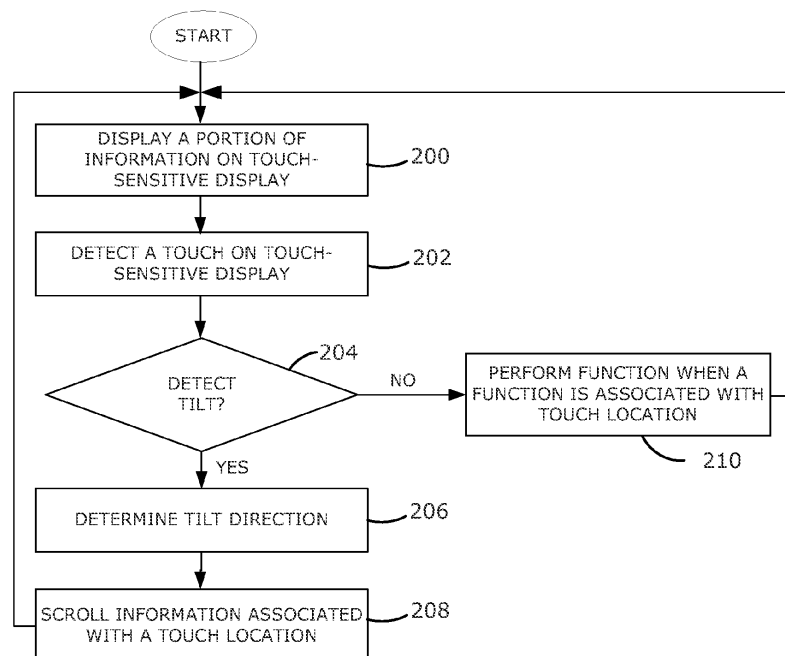 START
DISPLAY A PORTION OF
INFORMATION ON TOUCH-
SENSITIVE DISPLAY
200
DETECT A TOUCH ON TOUCH-
SENSITIVE DISPLAY
202
204
DETECT
TILT?
NO
PERFORM FUNCTION WHEN A
FUNCTION IS ASSOCIATED WITH
TOUCH LOCATION
210
YES
DETERMINE TILT DIRECTION
206
SCROLL INFORMATION ASSOCIATED
WITH A TOUCH LOCATION
208